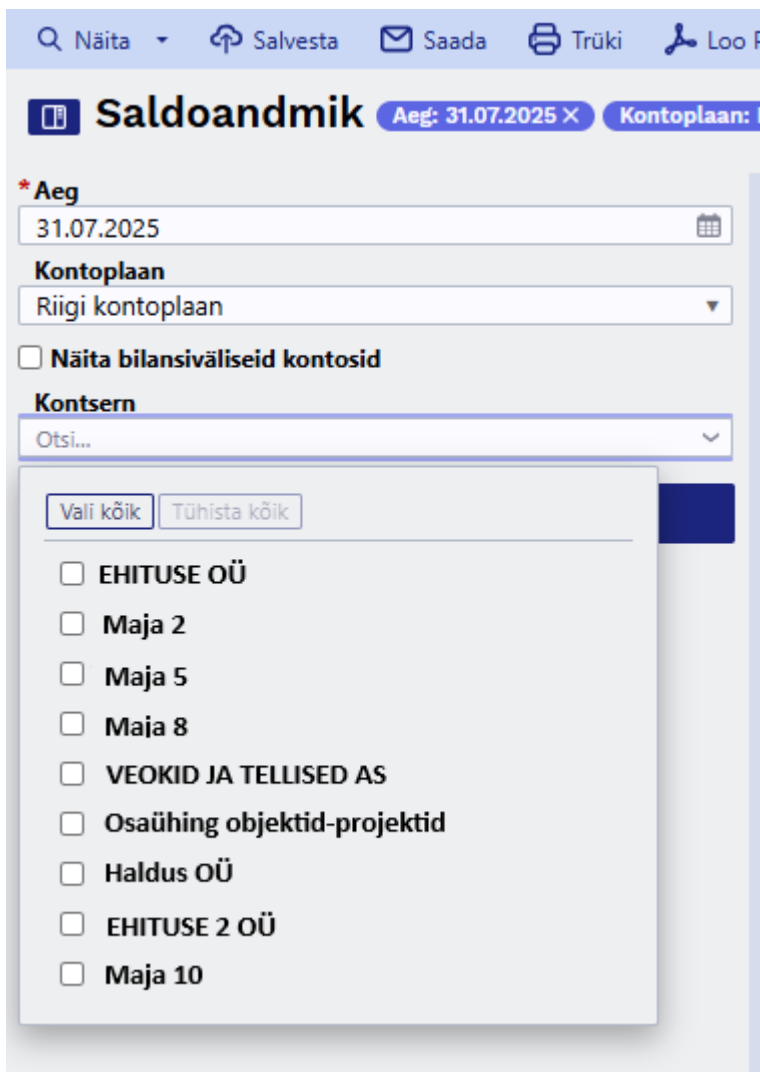 Näita Salvesta Saada Trüki Loo
Saldoandmik Aeg: 31.07.2025 × Kontoplaan:
* Aeg
31.07.2025
Kontoplaan
Riigi kontoplaan
Näita bilansiväliseid kontosid
Kontsern
Otsi...
Vali kõik Tühista kõik
EHITUSE OÜ
Maja 2
Maja 5
Maja 8
VEOKID JA TELLISED AS
Osaühing objektid-projektid
Haldus OÜ
EHITUSE 2 OÜ
Maja 10